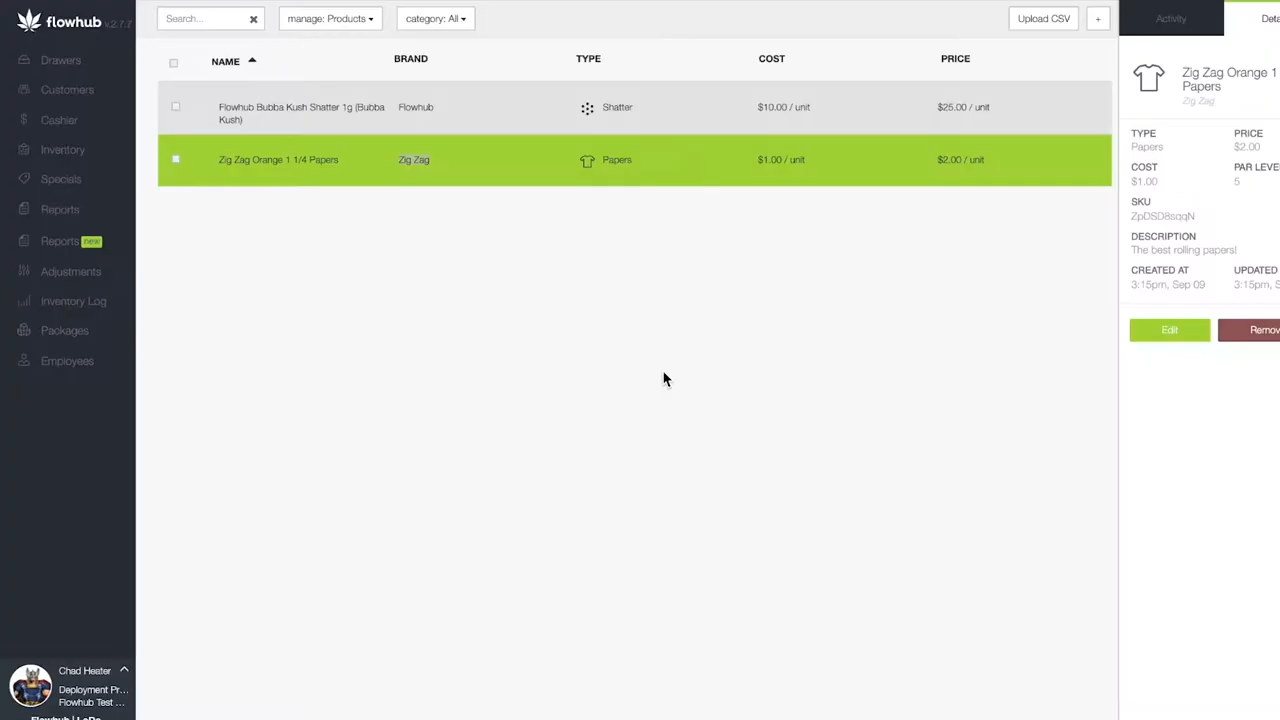 flowhub v.2.7.7
Drawers
Customers
Cashier
Inventory
Specials
Reports
Reports new
Adjustments
Inventory Log
Packages
Employees
Chad Heater
Deployment Pr...
Flowhub Test ...
Flowhub | LoDo
Search...
manage: Products
category: All
Upload CSV
+
NAME BRAND TYPE COST PRICE
Flowhub Bubba Kush Shatter 1g (Bubba
Kush)
Flowhub Shatter $10.00 / unit $25.00 / unit
Zig Zag Orange 1 1/4 Papers Zig Zag Papers $1.00 / unit $2.00 / unit
Activity Deta
Zig Zag Orange 1
Papers
Zig Zag
TYPE PRICE
Papers $2.00
COST PAR LEVE
$1.00 5
SKU
ZpDSD8sqqN
DESCRIPTION
The best rolling papers!
CREATED AT UPDATED
3:15pm, Sep 09 3:15pm, S
Edit Remov